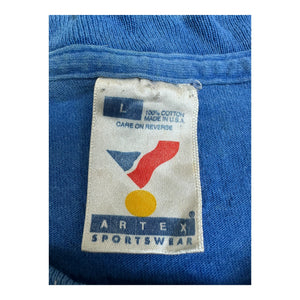 L
100% COTTON
MADE IN U.S.A.
CARE ON REVERSE
ARTEX®
SPORTSWEAR